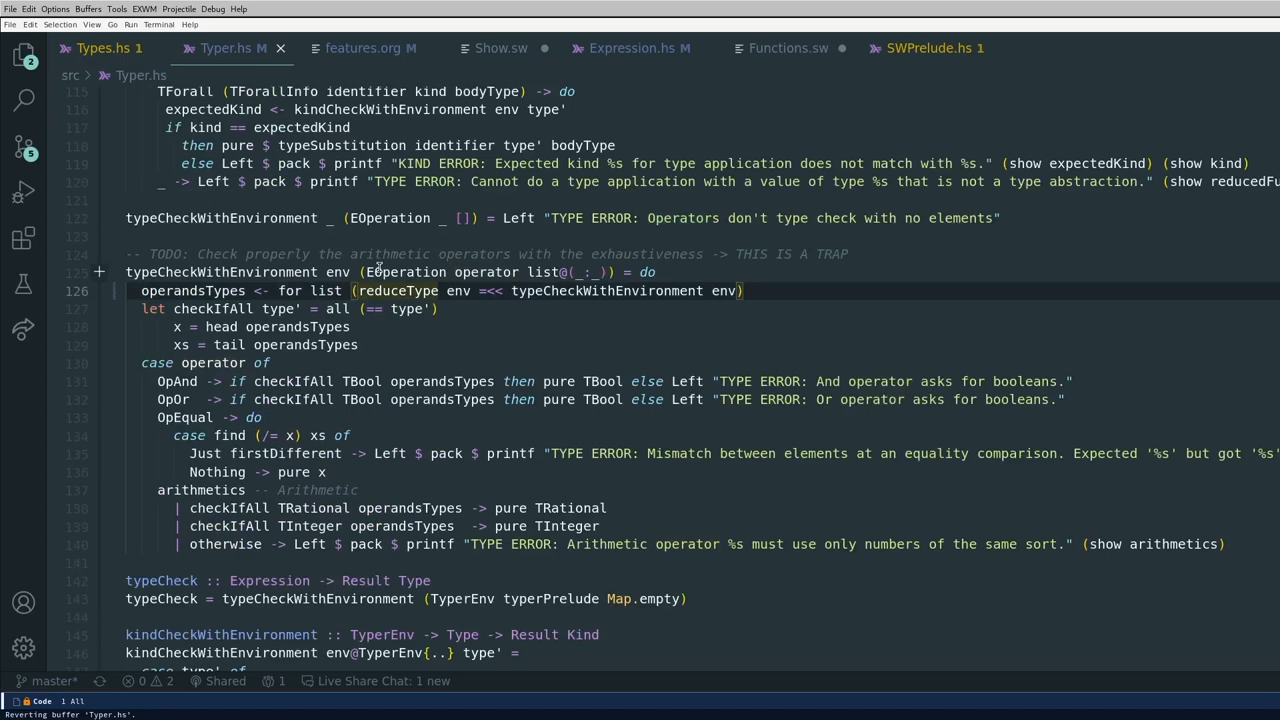 File Edit Options Buffers Tools EXWM Projectile Debug Help
File Edit Selection View Go Run Terminal Help
Types.hs 1 Typer.hs M features.org M Show.sw Expression.hs M Functions.sw SWPrelude.hs 1
src > Typer.hs
115 TForall (TForallInfo identifier kind bodyType) -> do
116 expectedKind <- kindCheckWithEnvironment env type'
117 if kind == expectedKind
118 then pure $ typeSubstitution identifier type' bodyType
119 else Left $ pack $ printf "KIND ERROR: Expected kind %s for type application does not match with %s." (show expectedKind) (show kind)
120 _ -> Left $ pack $ printf "TYPE ERROR: Cannot do a type application with a value of type %s that is not a type abstraction." (show reducedFu
121
122 typeCheckWithEnvironment _ (EOperation _ []) = Left "TYPE ERROR: Operators don't type check with no elements"
123
124 -- TODO: Check properly the arithmetic operators with the exhaustiveness -> THIS IS A TRAP
125 typeCheckWithEnvironment env (EOperation operator list@(_:_)) = do
126 operandsTypes <- for list (reduceType env =<< typeCheckWithEnvironment env)
127 let checkIfAll type' = all (== type')
128 x = head operandsTypes
129 xs = tail operandsTypes
130 case operator of
131 OpAnd -> if checkIfAll TBool operandsTypes then pure TBool else Left "TYPE ERROR: And operator asks for booleans."
132 OpOr -> if checkIfAll TBool operandsTypes then pure TBool else Left "TYPE ERROR: Or operator asks for booleans."
133 OpEqual -> do
134 case find (/= x) xs of
135 Just firstDifferent -> Left $ pack $ printf "TYPE ERROR: Mismatch between elements at an equality comparison. Expected '%s' but got '%s'
136 Nothing -> pure x
137 arithmetics -- Arithmetic
138 | checkIfAll TRational operandsTypes -> pure TRational
139 | checkIfAll TInteger operandsTypes -> pure TInteger
140 | otherwise -> Left $ pack $ printf "TYPE ERROR: Arithmetic operator %s must use only numbers of the same sort." (show arithmetics)
141
142 typeCheck :: Expression -> Result Type
143 typeCheck = typeCheckWithEnvironment (TyperEnv typerPrelude Map.empty)
144
145 kindCheckWithEnvironment :: TyperEnv -> Type -> Result Kind
146 kindCheckWithEnvironment env@TyperEnv{..} type' =
case type' of
2
5
master* 0 2 Shared 1 Live Share Chat: 1 new
Code 1 All
Reverting buffer 'Typer.hs'.